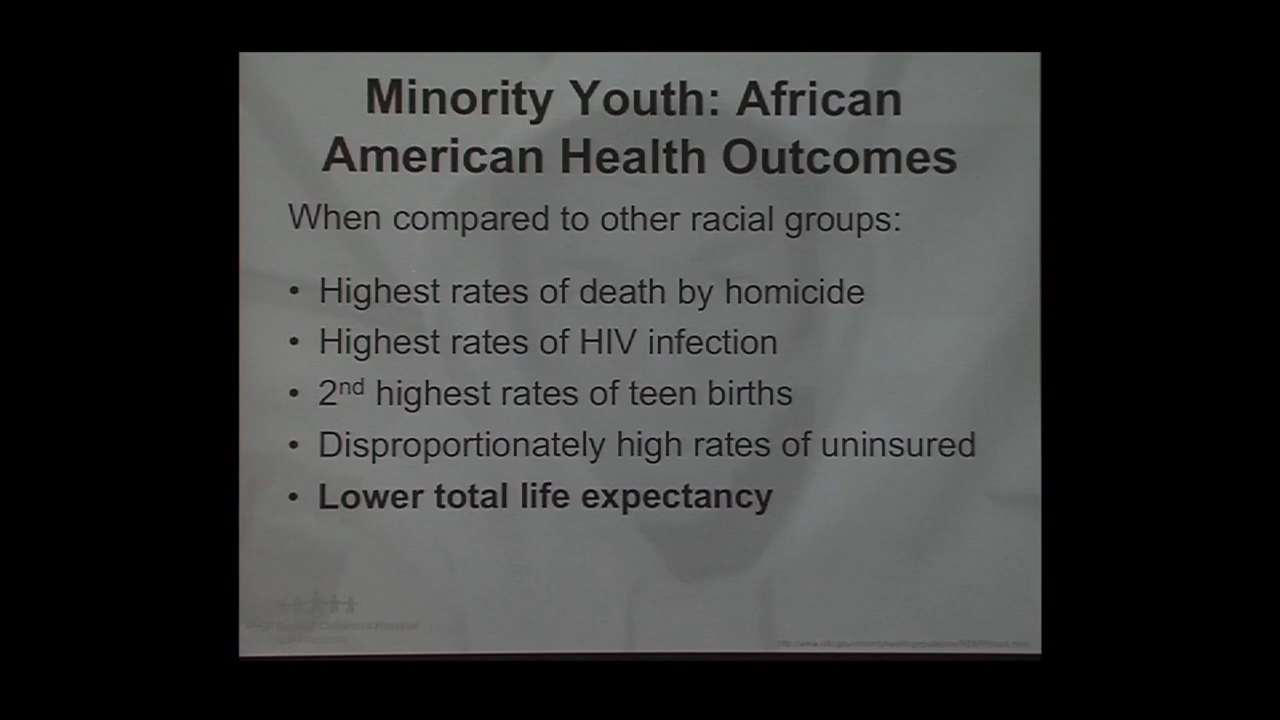 Minority Youth: African
American Health Outcomes
When compared to other racial groups:
• Highest rates of death by homicide
• Highest rates of HIV infection
• 2nd highest rates of teen births
• Disproportionately high rates of uninsured
• Lower total life expectancy
Children's Hospital